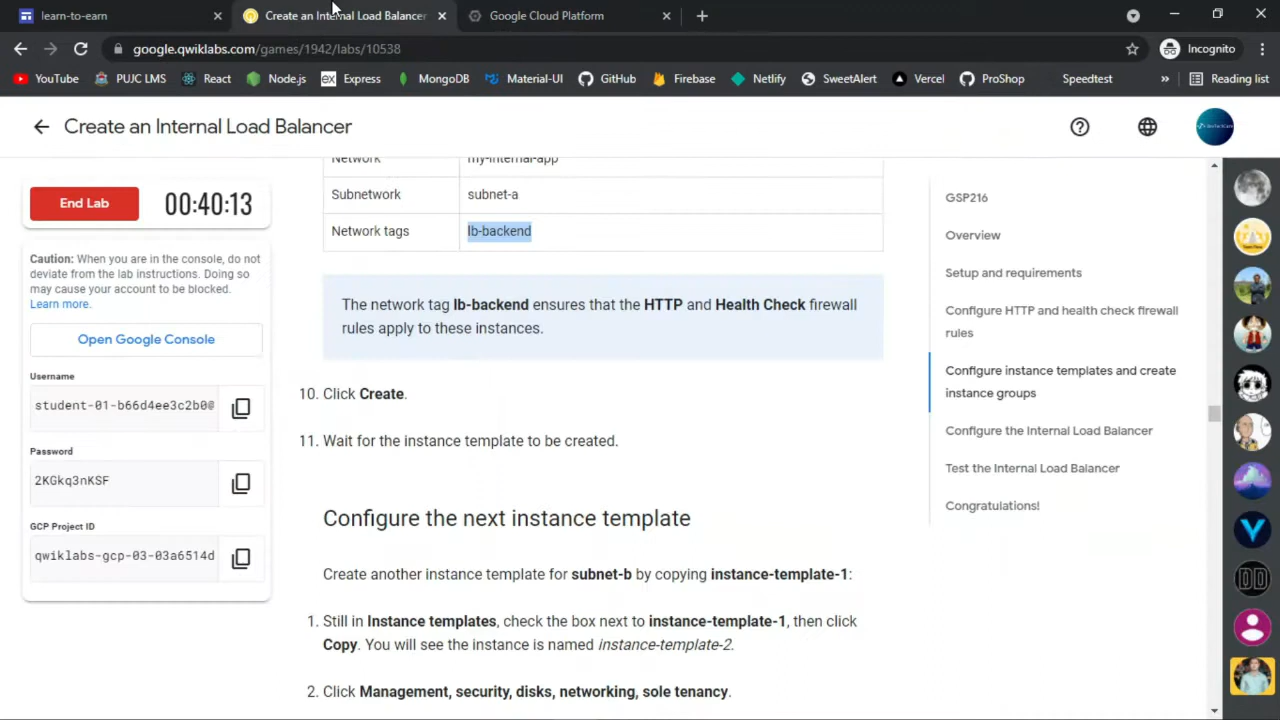 learn-to-earn
Create an Internal Load Balancer
Google Cloud Platform
google.qwiklabs.com/games/1942/labs/10538
Incognito
YouTube
PUJC LMS
React
Node.js
ex Express
MongoDB
Material-UI
GitHub
Firebase
Netlify
SweetAlert
Vercel
ProShop
Speedtest
»
Reading list
Create an Internal Load Balancer
End Lab
00:40:13
Caution: When you are in the console, do not
deviate from the lab instructions. Doing so
may cause your account to be blocked.
Learn more.
Open Google Console
Username
student-01-b66d4ee3c2b0@
Password
2KGkq3nKSF
GCP Project ID
qwiklabs-gcp-03-03a6514d
Network my-internal-app
Subnetwork subnet-a
Network tags lb-backend
The network tag lb-backend ensures that the HTTP and Health Check firewall
rules apply to these instances.
10. Click Create.
11. Wait for the instance template to be created.
Configure the next instance template
Create another instance template for subnet-b by copying instance-template-1:
1. Still in Instance templates, check the box next to instance-template-1, then click
Copy. You will see the instance is named instance-template-2.
2. Click Management, security, disks, networking, sole tenancy.
GSP216
Overview
Setup and requirements
Configure HTTP and health check firewall
rules
Configure instance templates and create
instance groups
Configure the Internal Load Balancer
Test the Internal Load Balancer
Congratulations!